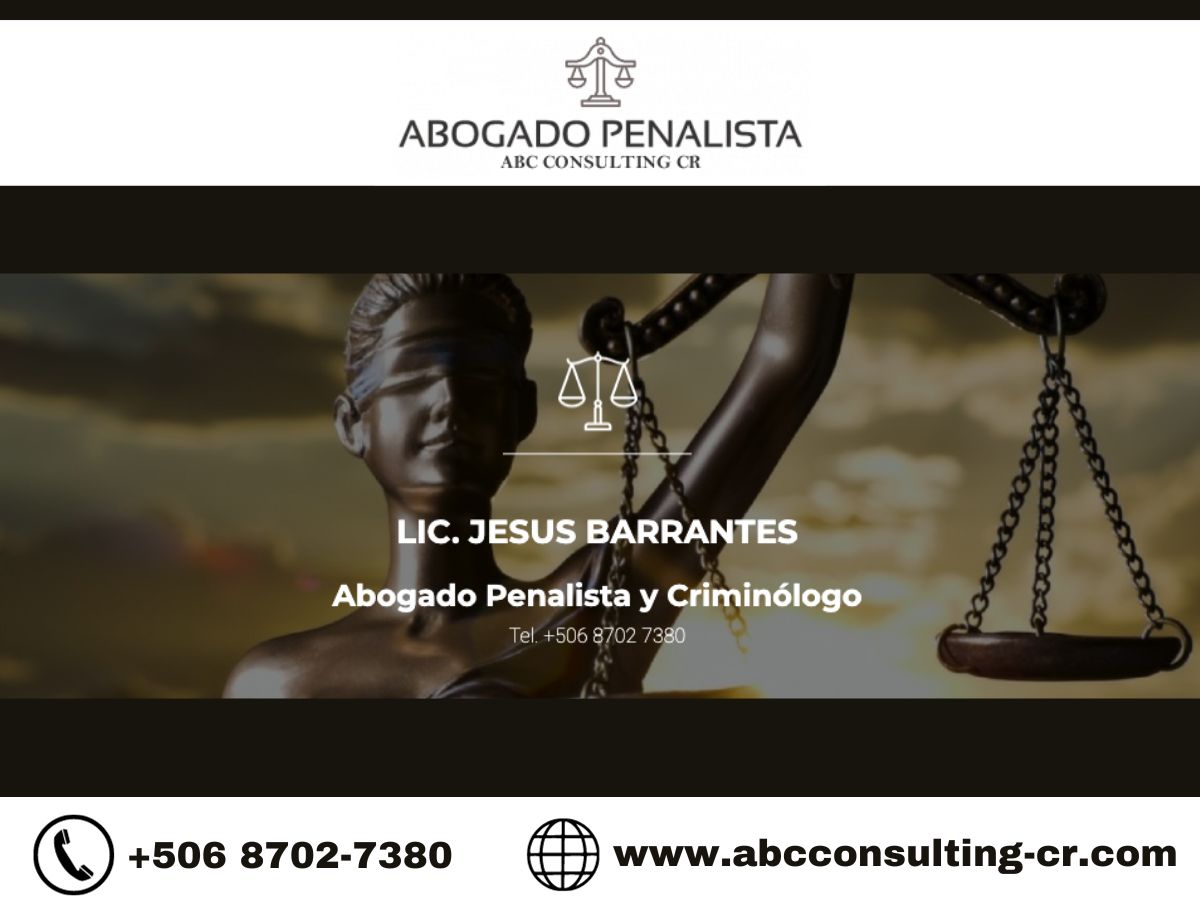 ABOGADO PENALISTA
ABC CONSULTING CR
LIC. JESUS BARRANTES
Abogado Penalista y Criminólogo
Tel. +506 8702 7380
+506 8702-7380
www.abcconsulting-cr.com